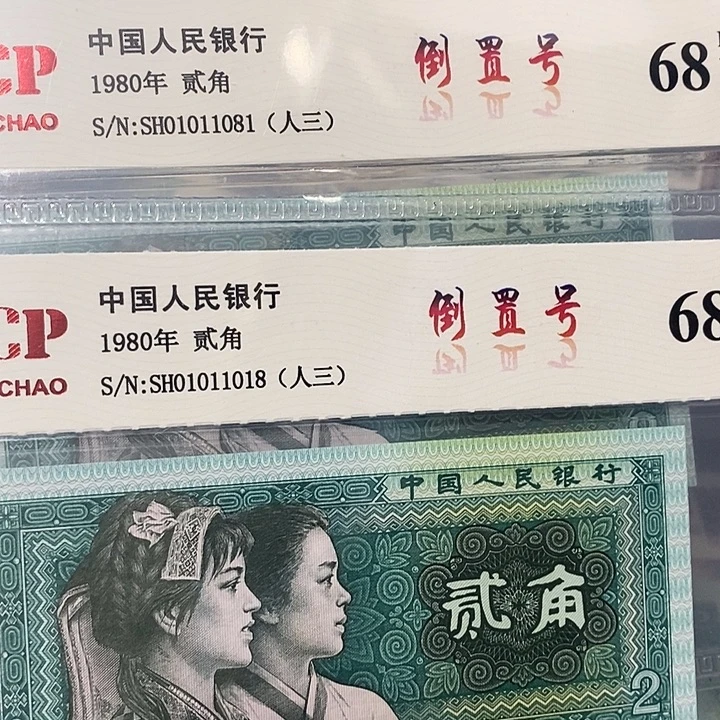 CP
CHAO
中国人民银行
1980年 贰角
S/N:SH01011081（人三）
倒置号
68
中国人民银行
CP
CHAO
中国人民银行
1980年 贰角
S/N:SH01011018（人三）
倒置号
68
中国人民银行
贰角
2